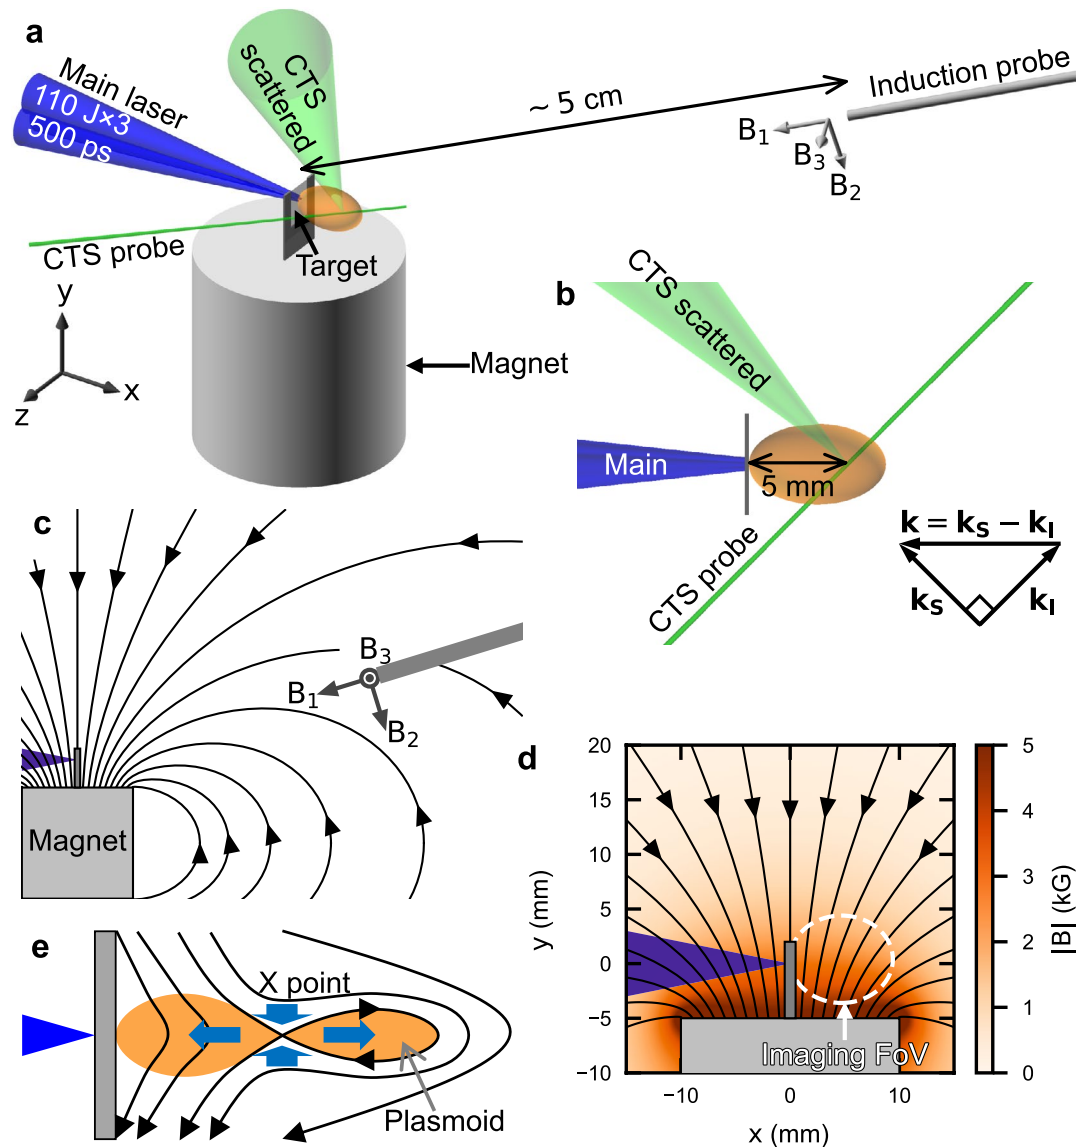 a
Main laser
110 J×3
500 ps
CTS
scattered
~ 5 cm
Induction probe
B1
B3
B2
CTS probe
Target
Magnet
y
x
z
b
CTS scattered
Main
5 mm
CTS probe
k = kS − kI
kS
kI
c
B3
B1
B2
Magnet
d
20
15
10
5
0
−5
−10
y (mm)
−10
0
10
x (mm)
Imaging FoV
5
4
3
2
1
0
|B| (kG)
e
X point
Plasmoid